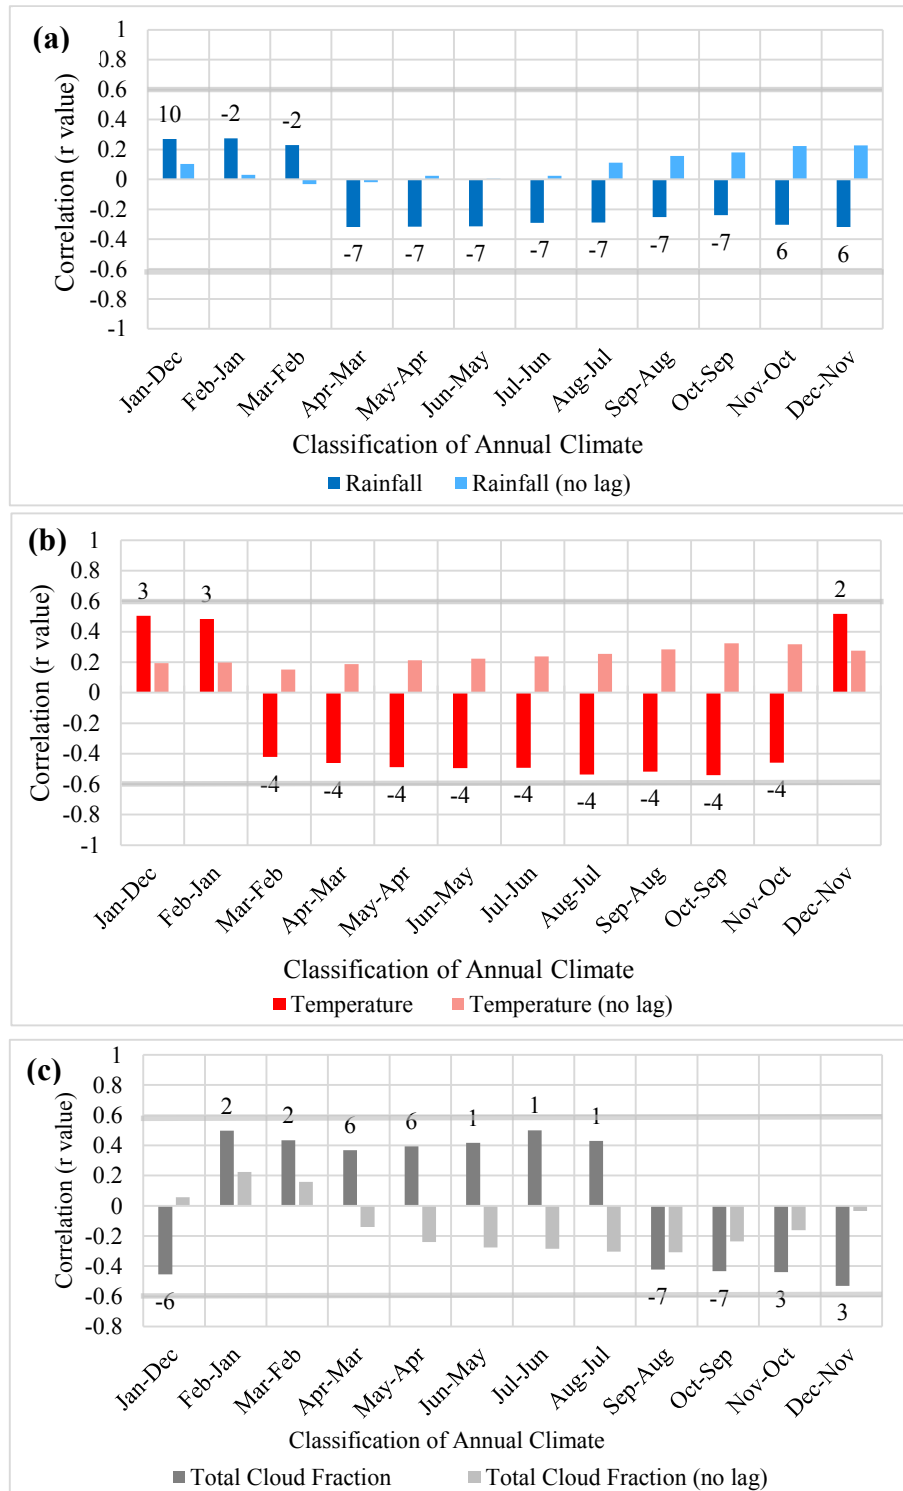 (a)
1
0.8
0.6
0.4
0.2
0
-0.2
-0.4
-0.6
-0.8
-1
Correlation (r value)
10 -2 -2
-7 -7 -7 -7 -7 -7 -7 6 6
Jan-Dec Feb-Jan Mar-Feb Apr-Mar May-Apr Jun-May Jul-Jun Aug-Jul Sep-Aug Oct-Sep Nov-Oct Dec-Nov
Classification of Annual Climate
Rainfall Rainfall (no lag)
(b)
1
0.8
0.6
0.4
0.2
0
-0.2
-0.4
-0.6
-0.8
-1
Correlation (r value)
3 3 2
-4 -4 -4 -4 -4 -4 -4 -4 -4
Jan-Dec Feb-Jan Mar-Feb Apr-Mar May-Apr Jun-May Jul-Jun Aug-Jul Sep-Aug Oct-Sep Nov-Oct Dec-Nov
Classification of Annual Climate
Temperature Temperature (no lag)
(c)
1
0.8
0.6
0.4
0.2
0
-0.2
-0.4
-0.6
-0.8
Correlation (r value)
2 2 6 6 1 1 1
-6 -7 -7 3 3
Jan-Dec Feb-Jan Mar-Feb Apr-Mar May-Apr Jun-May Jul-Jun Aug-Jul Sep-Aug Oct-Sep Nov-Oct Dec-Nov
Classification of Annual Climate
Total Cloud Fraction Total Cloud Fraction (no lag)